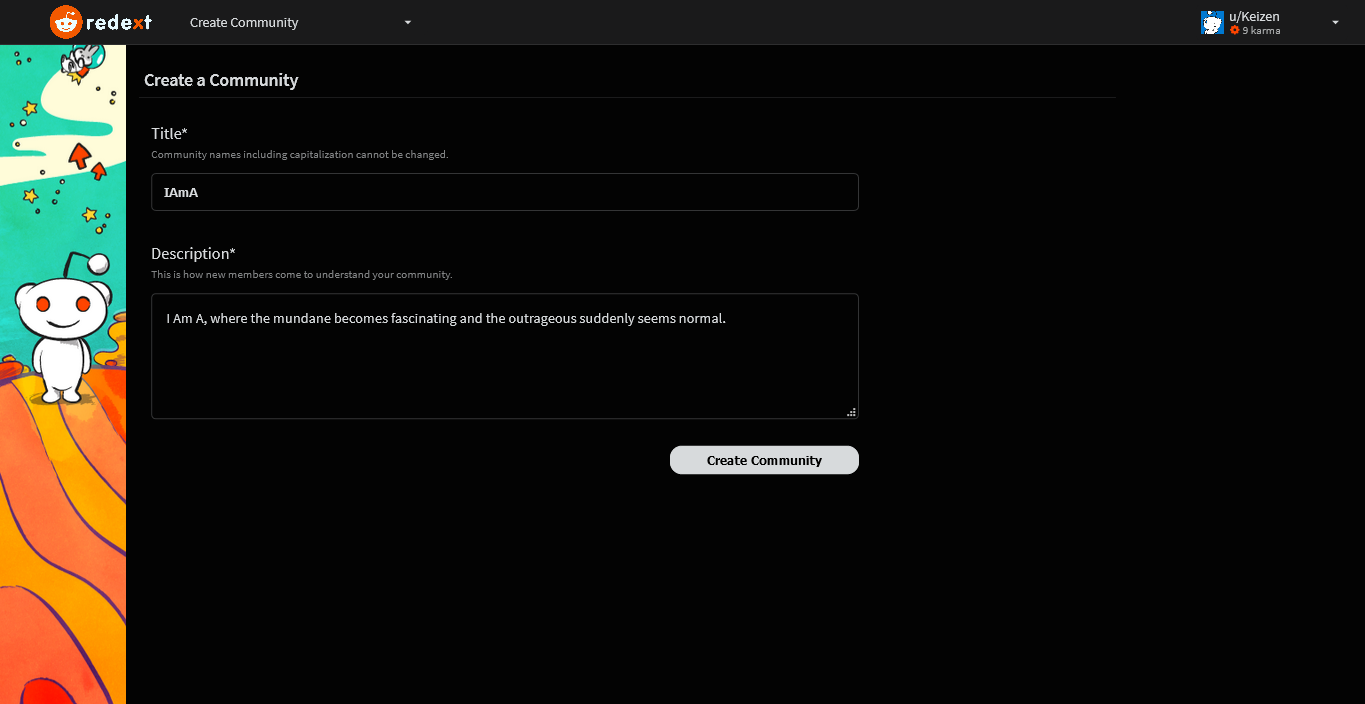 redext
Create Community
u/Keizen
9 karma
Create a Community
Title*
Community names including capitalization cannot be changed.
IAmA
Description*
This is how new members come to understand your community.
I Am A, where the mundane becomes fascinating and the outrageous suddenly seems normal.
Create Community